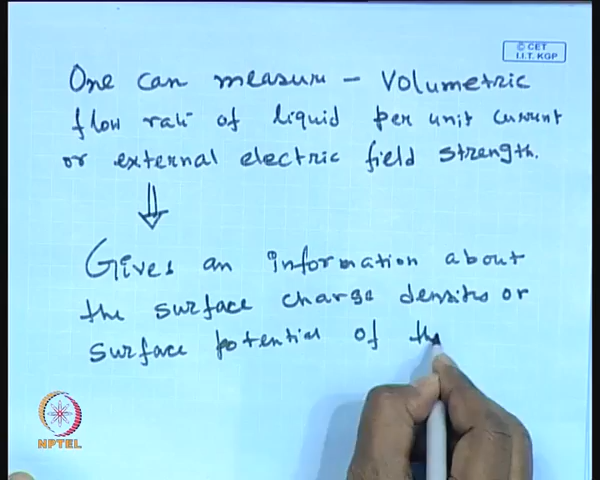 © CET
I.I.T. KGP
One can measure - Volumetric
flow rate of liquid per unit current
or external electric field strength.
⇓
Gives an information about
the surface charge density or
surface potential of the
NPTEL